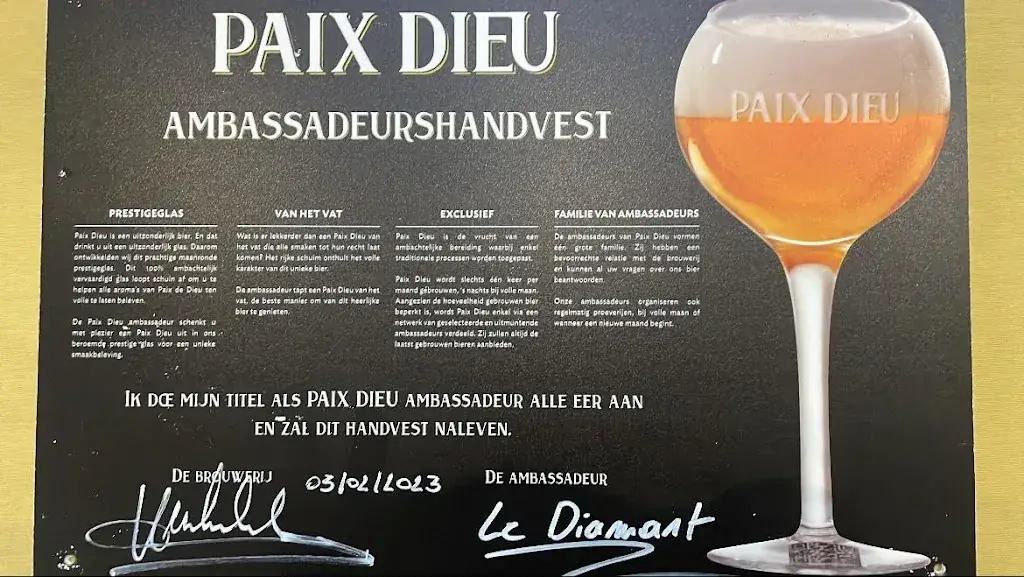 PAIX DIEU
PAIX DIEU
AMBASSADEURSHANDVEST
PRESTIGEGLAS
Paix Dieu is een uitzonderlijk bier. En dat
drinkt u uit een uitzonderlijk glas. Daarom
ontwikkelden wij dit prachtige maanronde
prestigeglas. Dit 100% ambachtelijk
vervaardigd glas loopt schuin af om u te
helpen alle aroma's van Paix de Dieu ten
volle te laten beleven.
De Paix Dieu ambassadeur schenkt u
met plezier een Paix Dieu uit in ons
beroemde prestige-glas voor een unieke
smaakbeleving.
VAN HET VAT
Wat is er lekkerder dan een Paix Dieu van
het vat die alle smaken tot hun recht laat
komen? Het rijke schuim onthult het volle
karakter van dit unieke bier.
De ambassadeur tapt een Paix Dieu van het
vat, de beste manier om van dit heerlijke
bier te genieten.
EXCLUSIEF
Paix Dieu is de vrucht van een
ambachtelijke bereiding waarbij enkel
traditionele processen worden toegepast.
Paix Dieu wordt slechts één keer per
maand gebrouwen, 's nachts bij volle maan.
Aangezien de hoeveelheid gebrouwen bier
beperkt is, wordt Paix Dieu enkel via een
netwerk van geselecteerde en uitmuntende
ambassadeurs verdeeld. Zij zullen altijd de
laatst gebrouwen bieren aanbieden.
FAMILIE VAN AMBASSADEURS
De ambassadeurs van Paix Dieu vormen
één grote familie. Zij hebben een
bevoorrechte relatie met de brouwerij
en kunnen al uw vragen over ons bier
beantwoorden.
Onze ambassadeurs organiseren ook
regelmatig proeverijen, bij volle maan of
wanneer een nieuwe maand begint.
IK DOE MIJN TITEL ALS PAIX DIEU AMBASSADEUR ALLE EER AAN
EN ZAL DIT HANDVEST NALEVEN.
DE BROUWERIJ
03/02/2023
DE AMBASSADEUR
Le Diamant